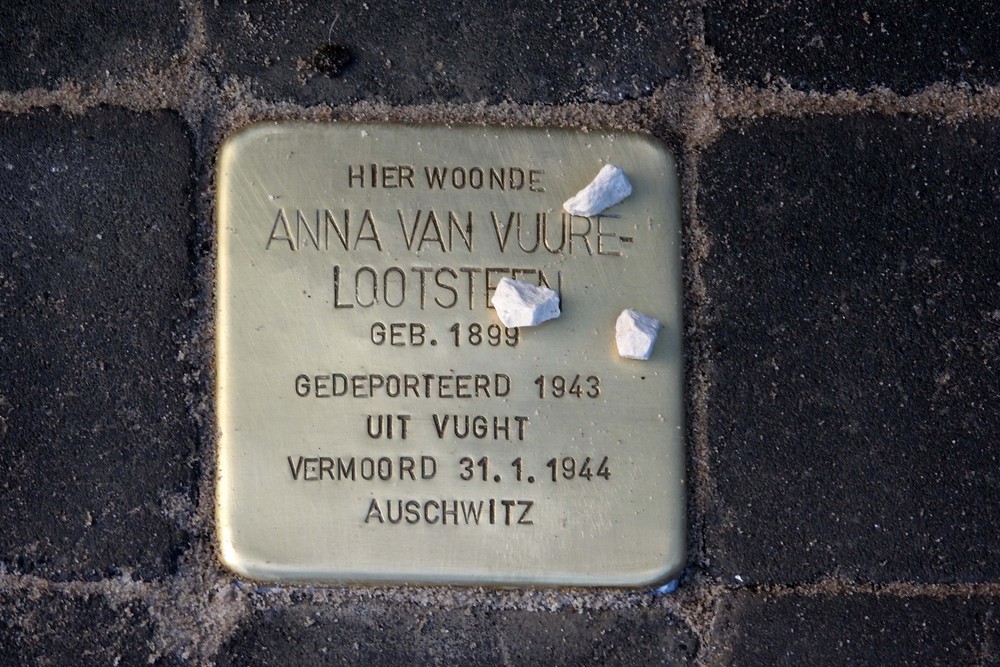 HIER WOONDE
ANNA VAN VUURE-
LOOTSTEEN
GEB. 1899
GEDEPORTEERD 1943
UIT VUGHT
VERMOORD 31.1.1944
AUSCHWITZ